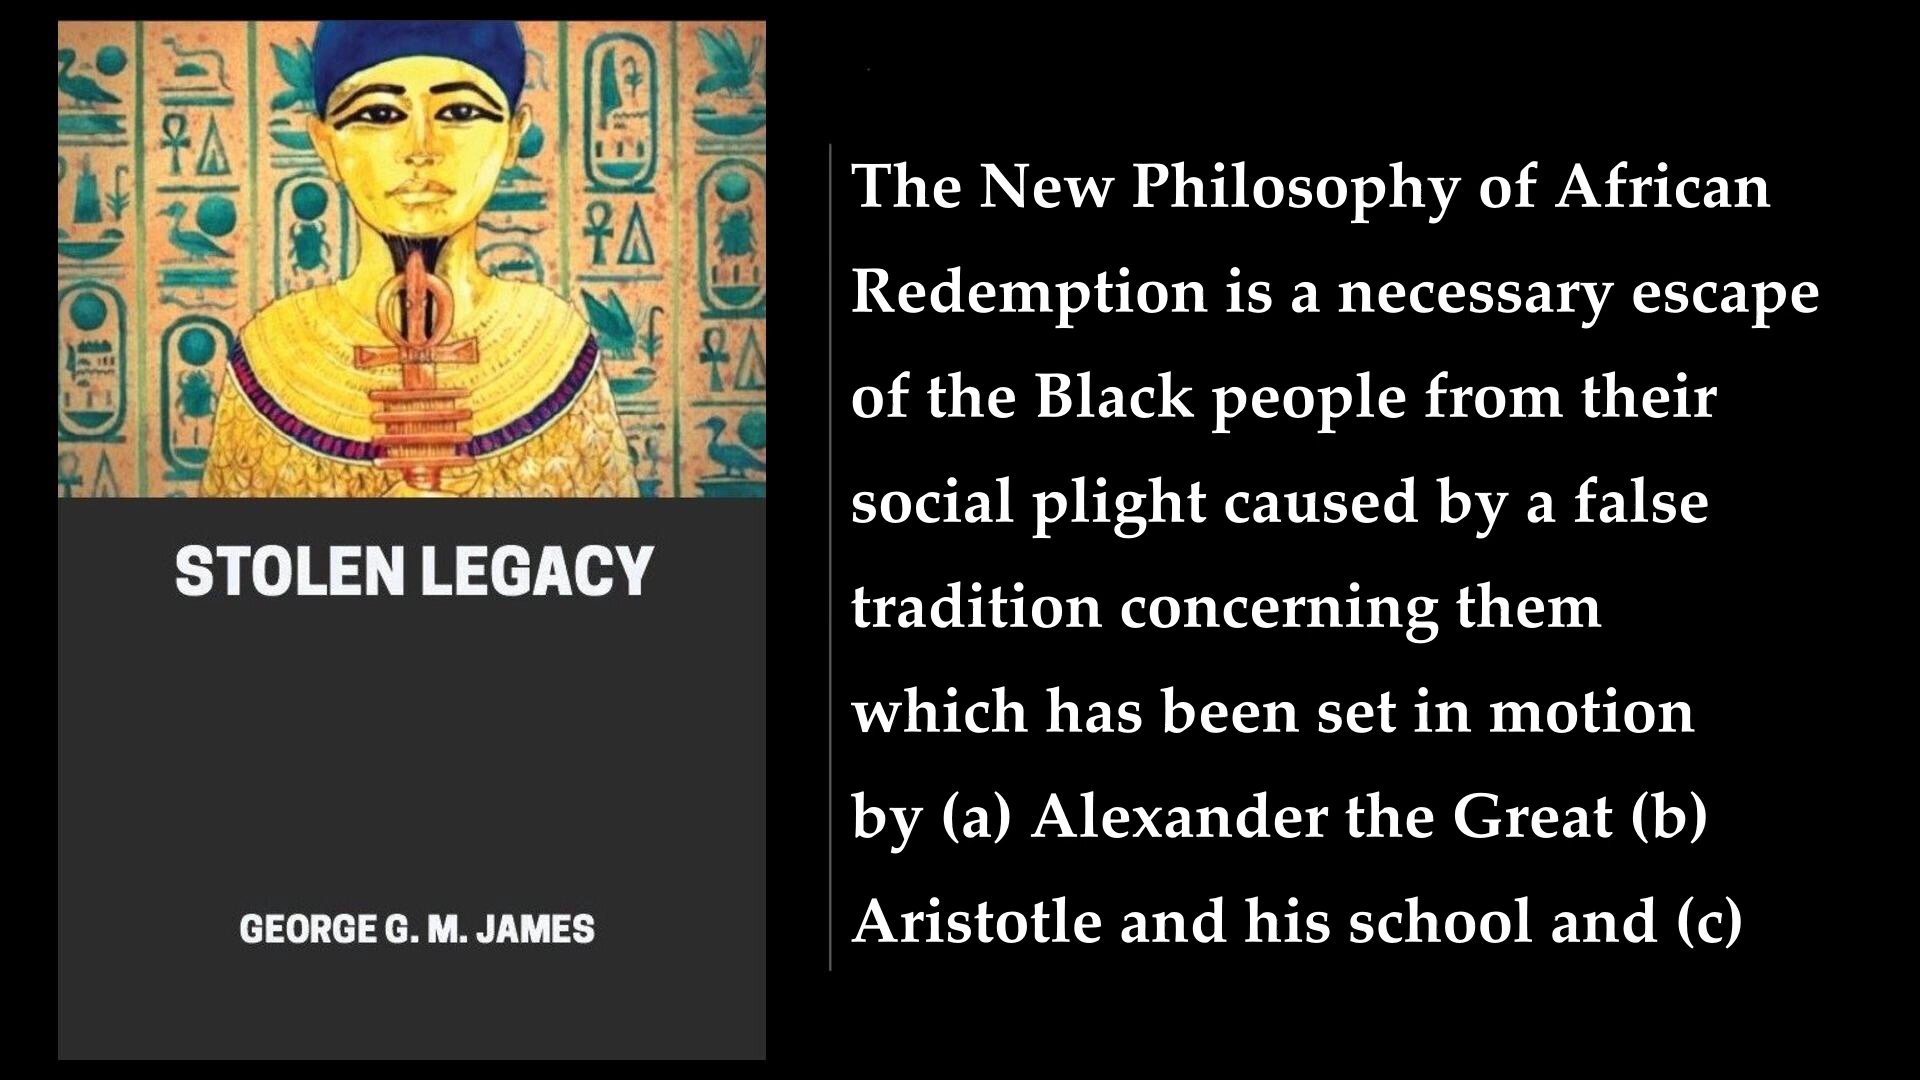 STOLEN LEGACY
GEORGE G. M. JAMES
The New Philosophy of African
Redemption is a necessary escape
of the Black people from their
social plight caused by a false
tradition concerning them
which has been set in motion
by (a) Alexander the Great (b)
Aristotle and his school and (c)